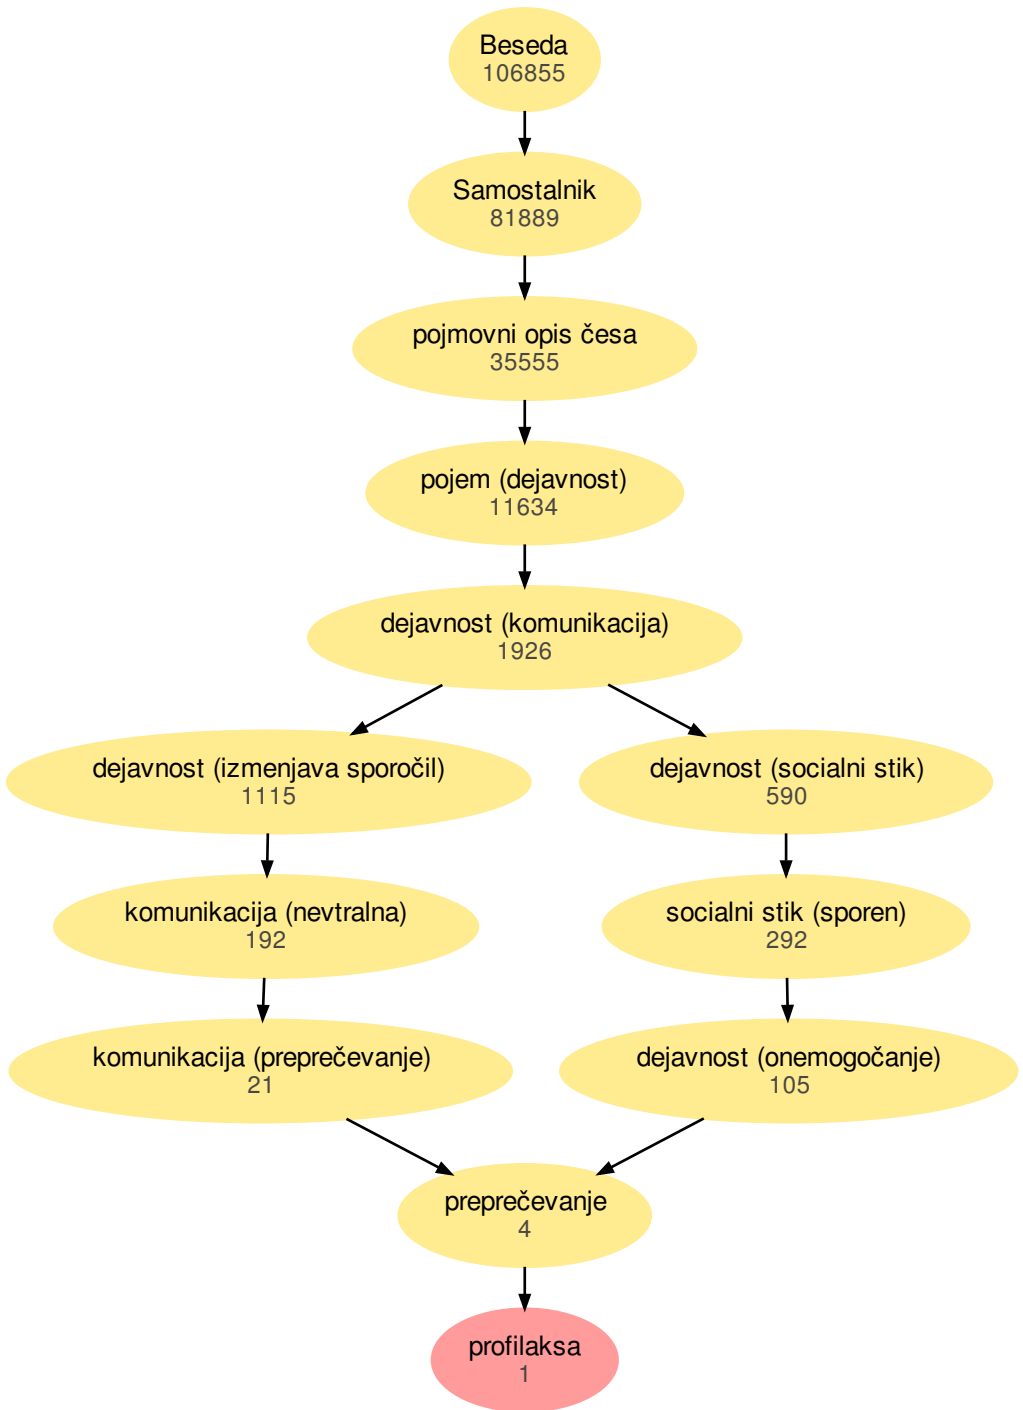 Beseda
106855
Samostalnik
81889
pojmovni opis česa
35555
pojem (dejavnost)
11634
dejavnost (komunikacija)
1926
dejavnost (izmenjava sporočil)
1115
dejavnost (socialni stik)
590
komunikacija (nevtralna)
192
socialni stik (sporen)
292
komunikacija (preprečevanje)
21
dejavnost (onemogočanje)
105
preprečevanje
4
profilaksa
1